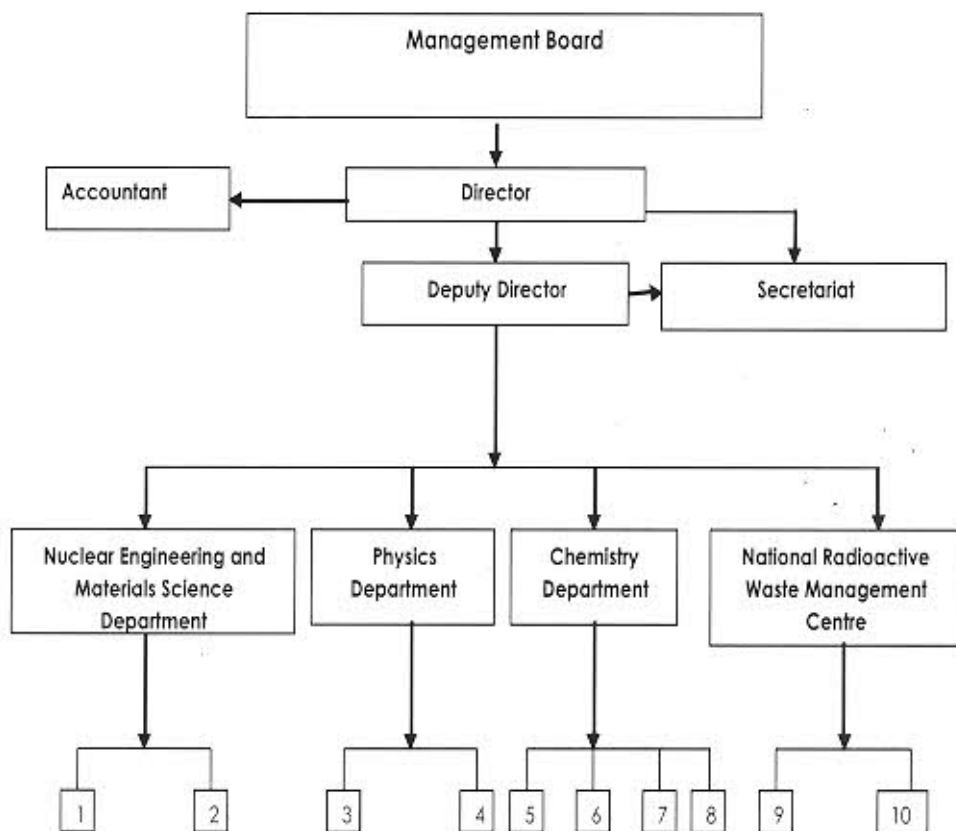 Management Board
Accountant
Director
Deputy Director
Secretariat
Nuclear Engineering and
Materials Science
Department
Physics
Department
Chemistry
Department
National Radioactive
Waste Management
Centre
1
2
3
4
5
6
7
8
9
10